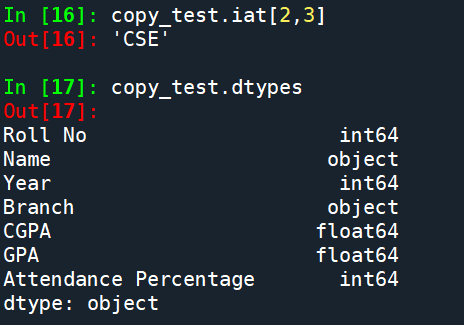 In [16]: copy_test.iat[2,3]
Out[16]: 'CSE'
In [17]: copy_test.dtypes
Out[17]:
Roll No                     int64
Name                       object
Year                        int64
Branch                     object
CGPA                      float64
GPA                       float64
Attendance Percentage       int64
dtype: object